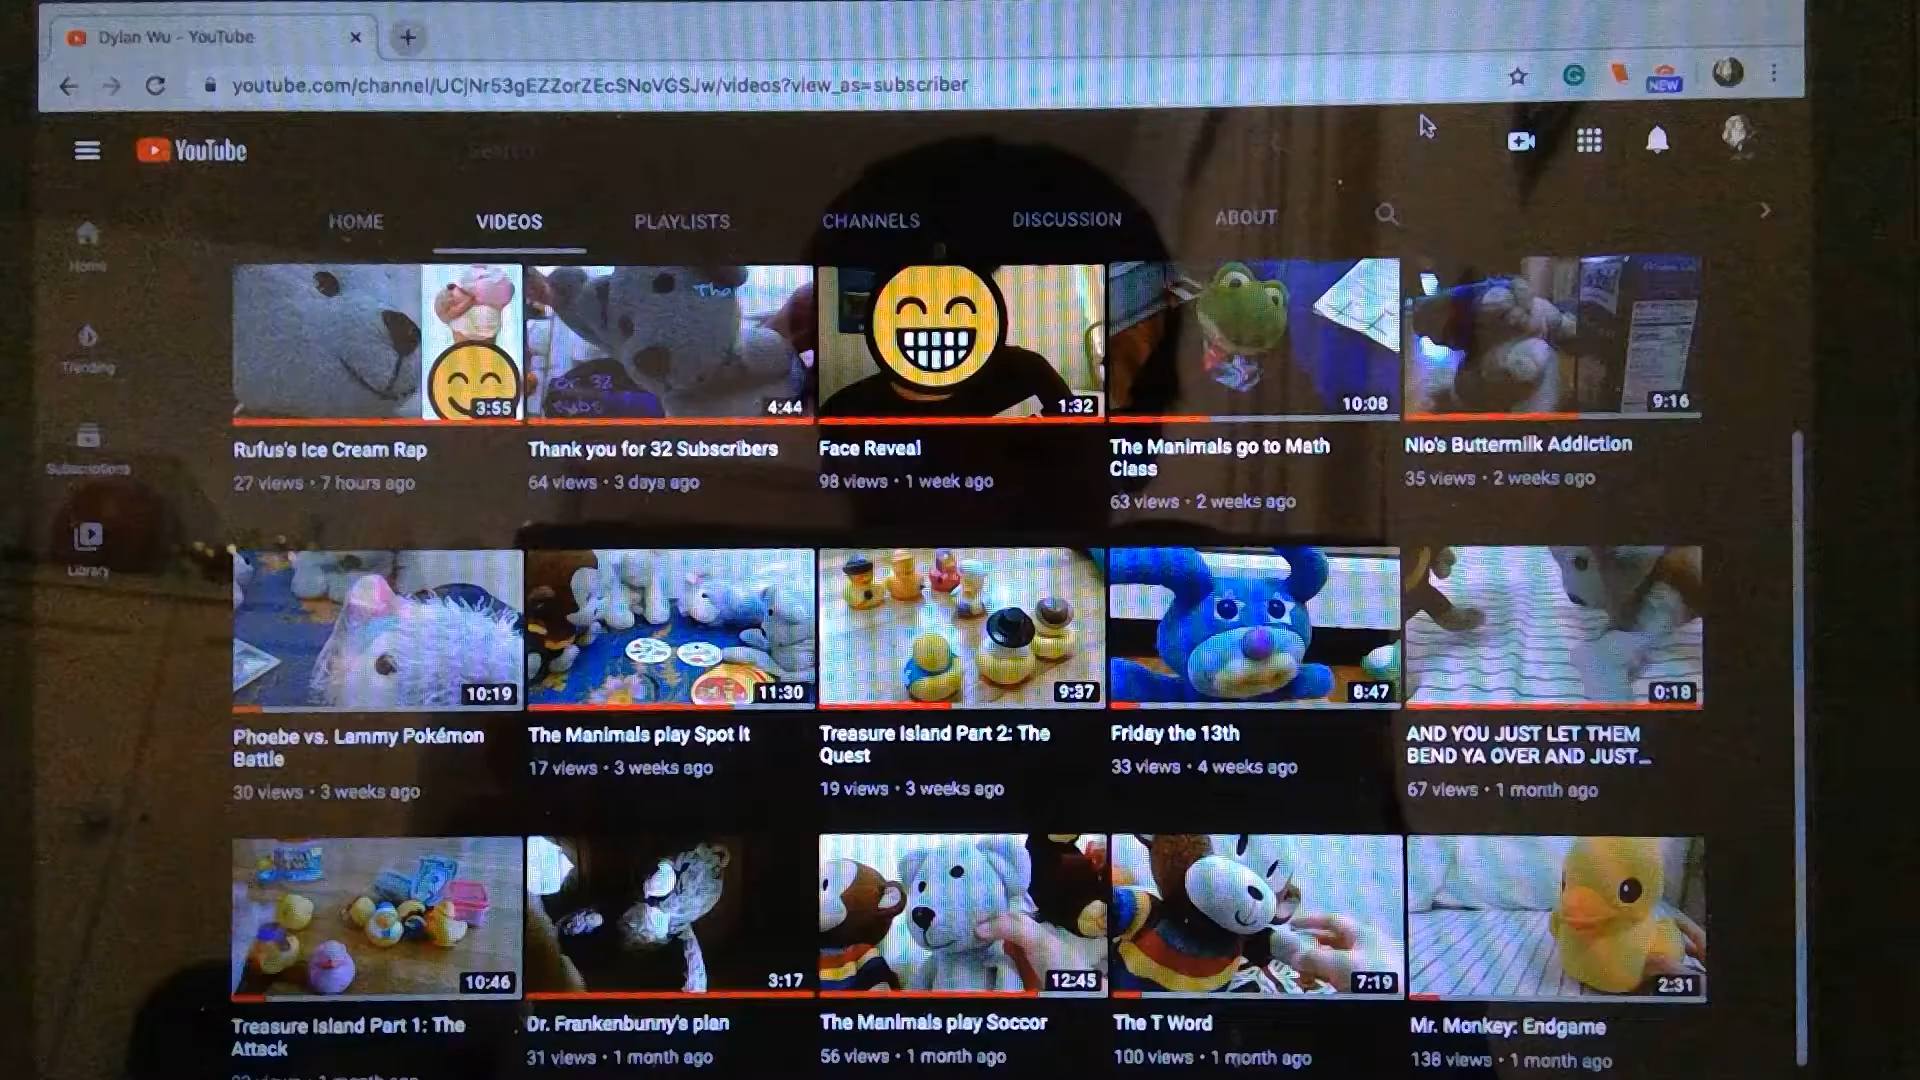 Dylan Wu - YouTube
youtube.com/channel/UCjNr53gEZZorZEcSNoVGSJw/videos?view_as=subscriber
NEW
YouTube
Search
HOME VIDEOS PLAYLISTS CHANNELS DISCUSSION ABOUT
Home
Trending
Subscriptions
Library
3:55 4:44 1:32 10:08 9:16
Rufus's Ice Cream Rap
27 views • 7 hours ago
Thank you for 32 Subscribers
64 views • 3 days ago
Face Reveal
98 views • 1 week ago
The Manimals go to Math
Class
63 views • 2 weeks ago
Nlo's Buttermilk Addiction
35 views • 2 weeks ago
10:19 11:30 9:37 8:47 0:18
Phoebe vs. Lammy Pokémon
Battle
30 views • 3 weeks ago
The Manimals play Spot It
17 views • 3 weeks ago
Treasure Island Part 2: The
Quest
19 views • 3 weeks ago
Friday the 13th
33 views • 4 weeks ago
AND YOU JUST LET THEM
BEND YA OVER AND JUST...
67 views • 1 month ago
10:46 3:17 12:45 7:19 2:31
Treasure Island Part 1: The
Attack
Dr. Frankenbunny's plan
31 views • 1 month ago
The Manimals play Soccor
56 views • 1 month ago
The T Word
100 views • 1 month ago
Mr. Monkey: Endgame
138 views • 1 month ago